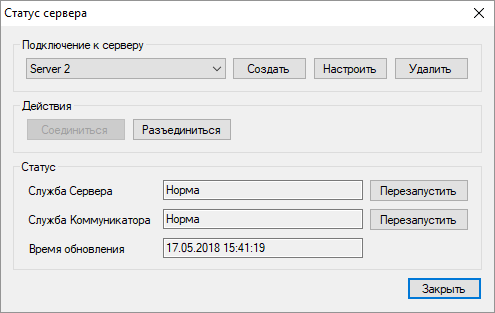 Статус сервера
Подключение к серверу
Server 2 Создать Настроить Удалить
Действия
Соединиться Разъединиться
Статус
Служба Сервера Норма Перезапустить
Служба Коммуникатора Норма Перезапустить
Время обновления 17.05.2018 15:41:19
Закрыть